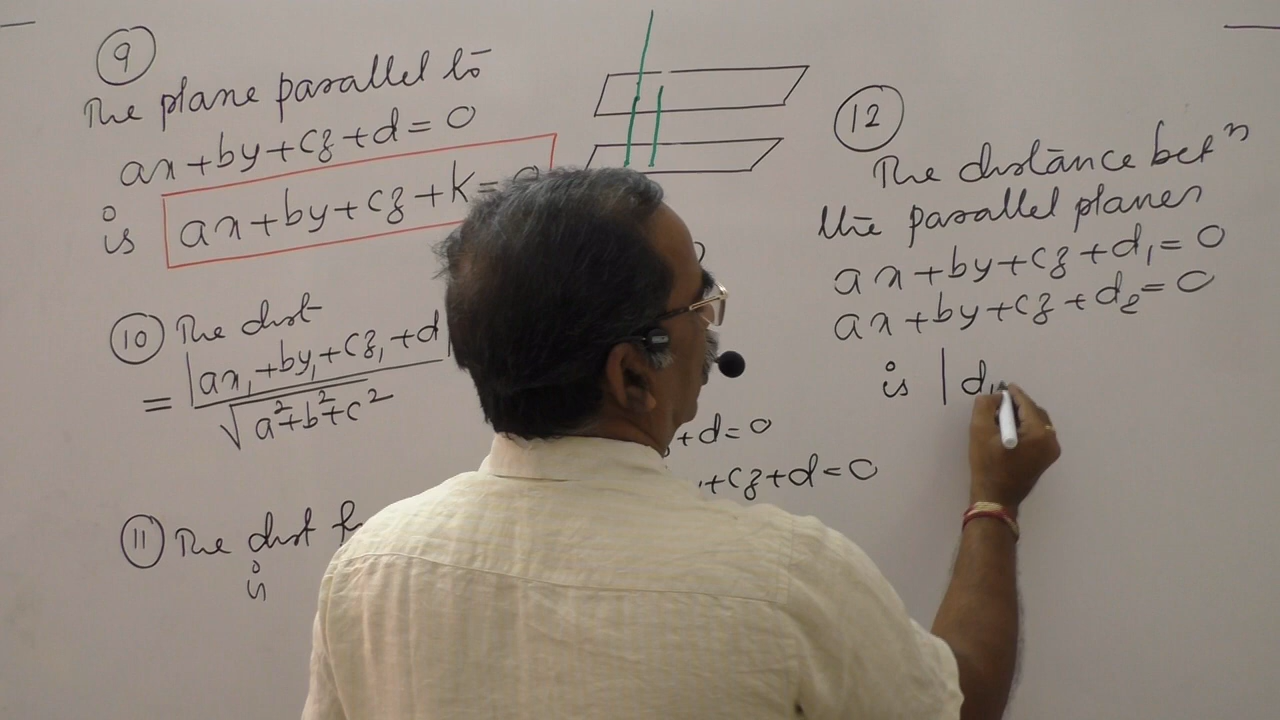 9
The plane parallel to
ax+by+cz+d=0
is ax+by+cz+k=0
10 The dist
= |ax₁+by₁+cz₁+d
√a²+b²+c²
11 The dist
is
+d=0
+cz+d=0
12
The distance betⁿ
the parallel planes
ax+by+cz+d₁=0
ax+by+cz+d₂=0
is |d₁